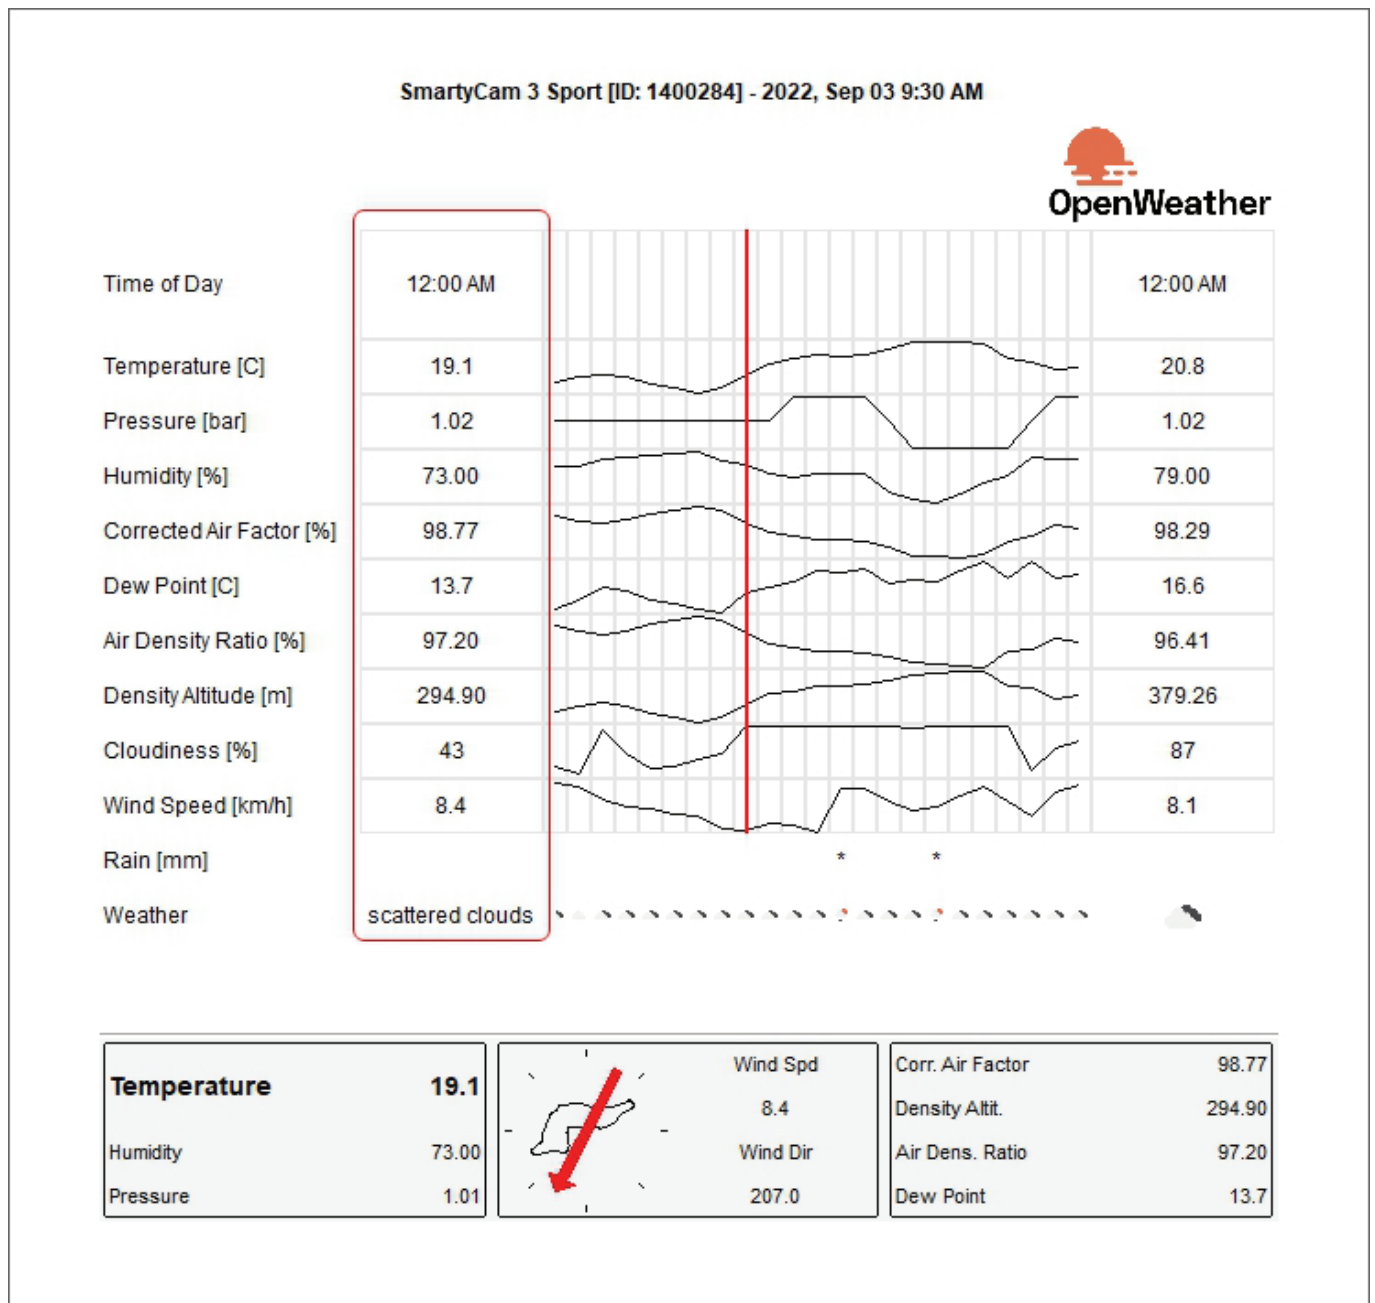 SmartyCam 3 Sport [ID: 1400284] - 2022, Sep 03 9:30 AM
OpenWeather
Time of Day 12:00 AM 12:00 AM
Temperature [C] 19.1 20.8
Pressure [bar] 1.02 1.02
Humidity [%] 73.00 79.00
Corrected Air Factor [%] 98.77 98.29
Dew Point [C] 13.7 16.6
Air Density Ratio [%] 97.20 96.41
Density Altitude [m] 294.90 379.26
Cloudiness [%] 43 87
Wind Speed [km/h] 8.4 8.1
Rain [mm] * *
Weather scattered clouds
Temperature 19.1
Humidity 73.00
Pressure 1.01
Wind Spd
8.4
Wind Dir
207.0
Corr. Air Factor 98.77
Density Altit. 294.90
Air Dens. Ratio 97.20
Dew Point 13.7